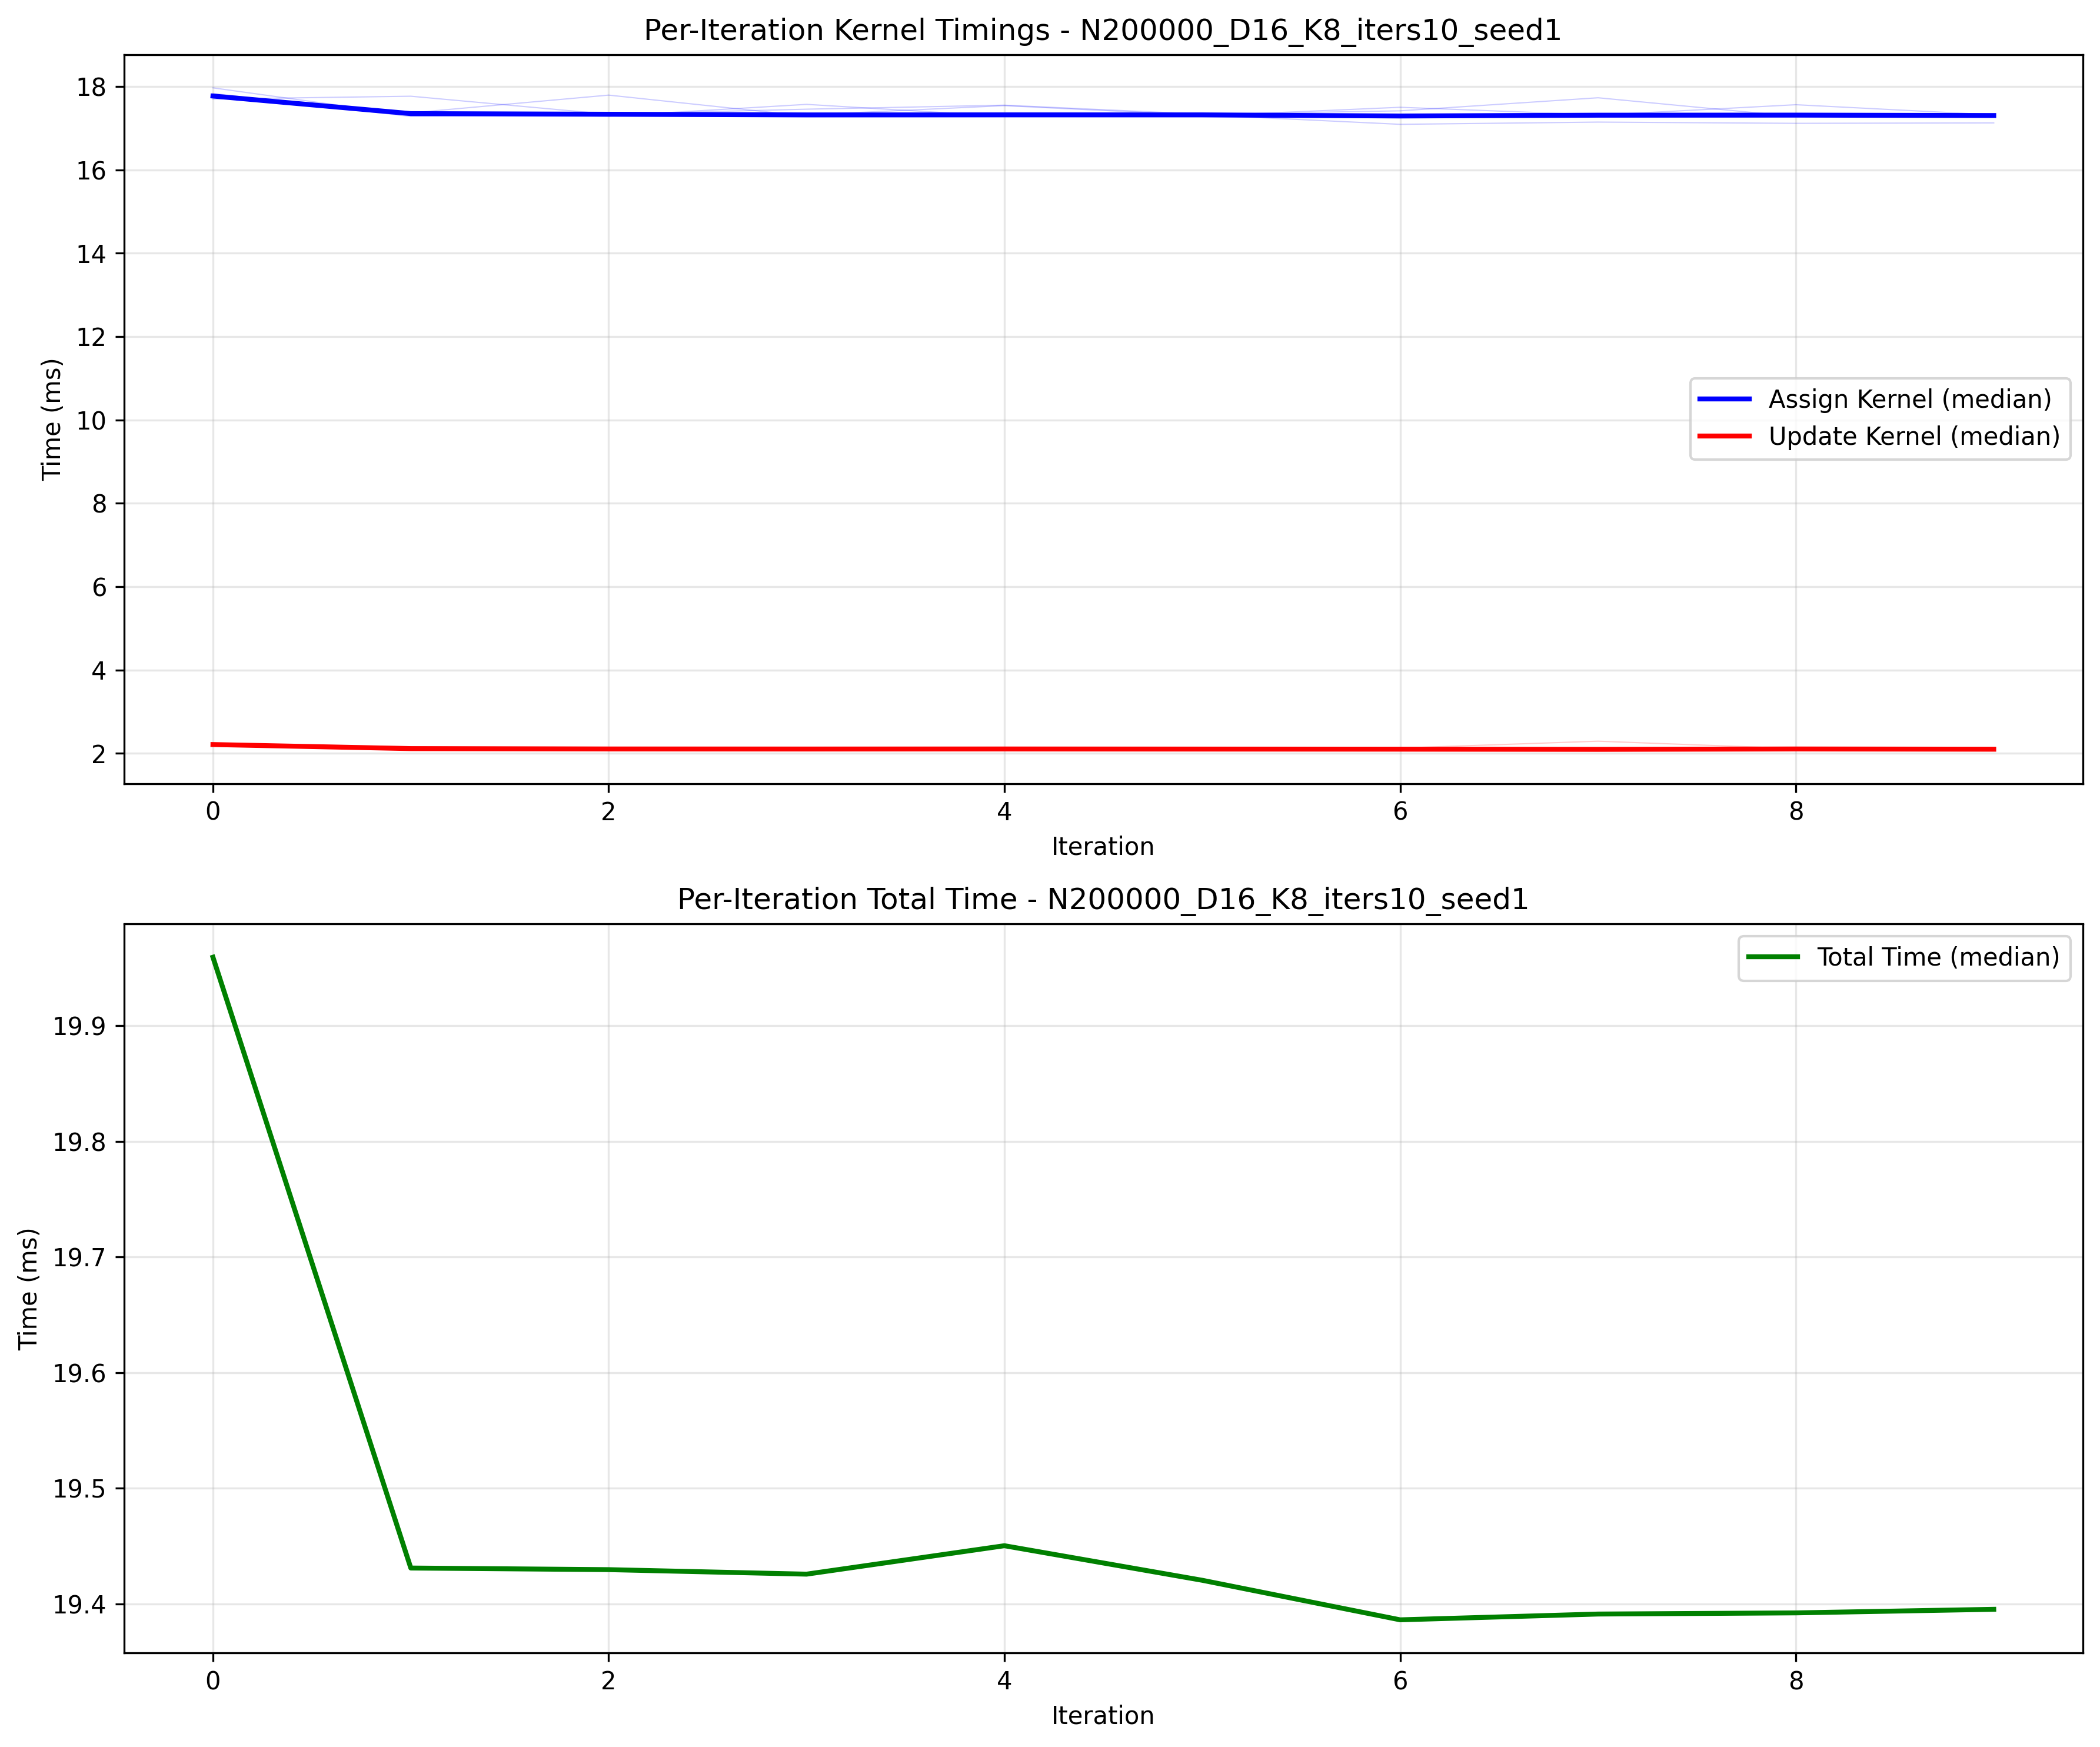 Per-Iteration Kernel Timings - N200000_D16_K8_iters10_seed1
Time (ms)
18
16
14
12
10
8
6
4
2
Assign Kernel (median)
Update Kernel (median)
0 2 4 6 8
Iteration
Per-Iteration Total Time - N200000_D16_K8_iters10_seed1
Time (ms)
Total Time (median)
19.9
19.8
19.7
19.6
19.5
19.4
0 2 4 6 8
Iteration